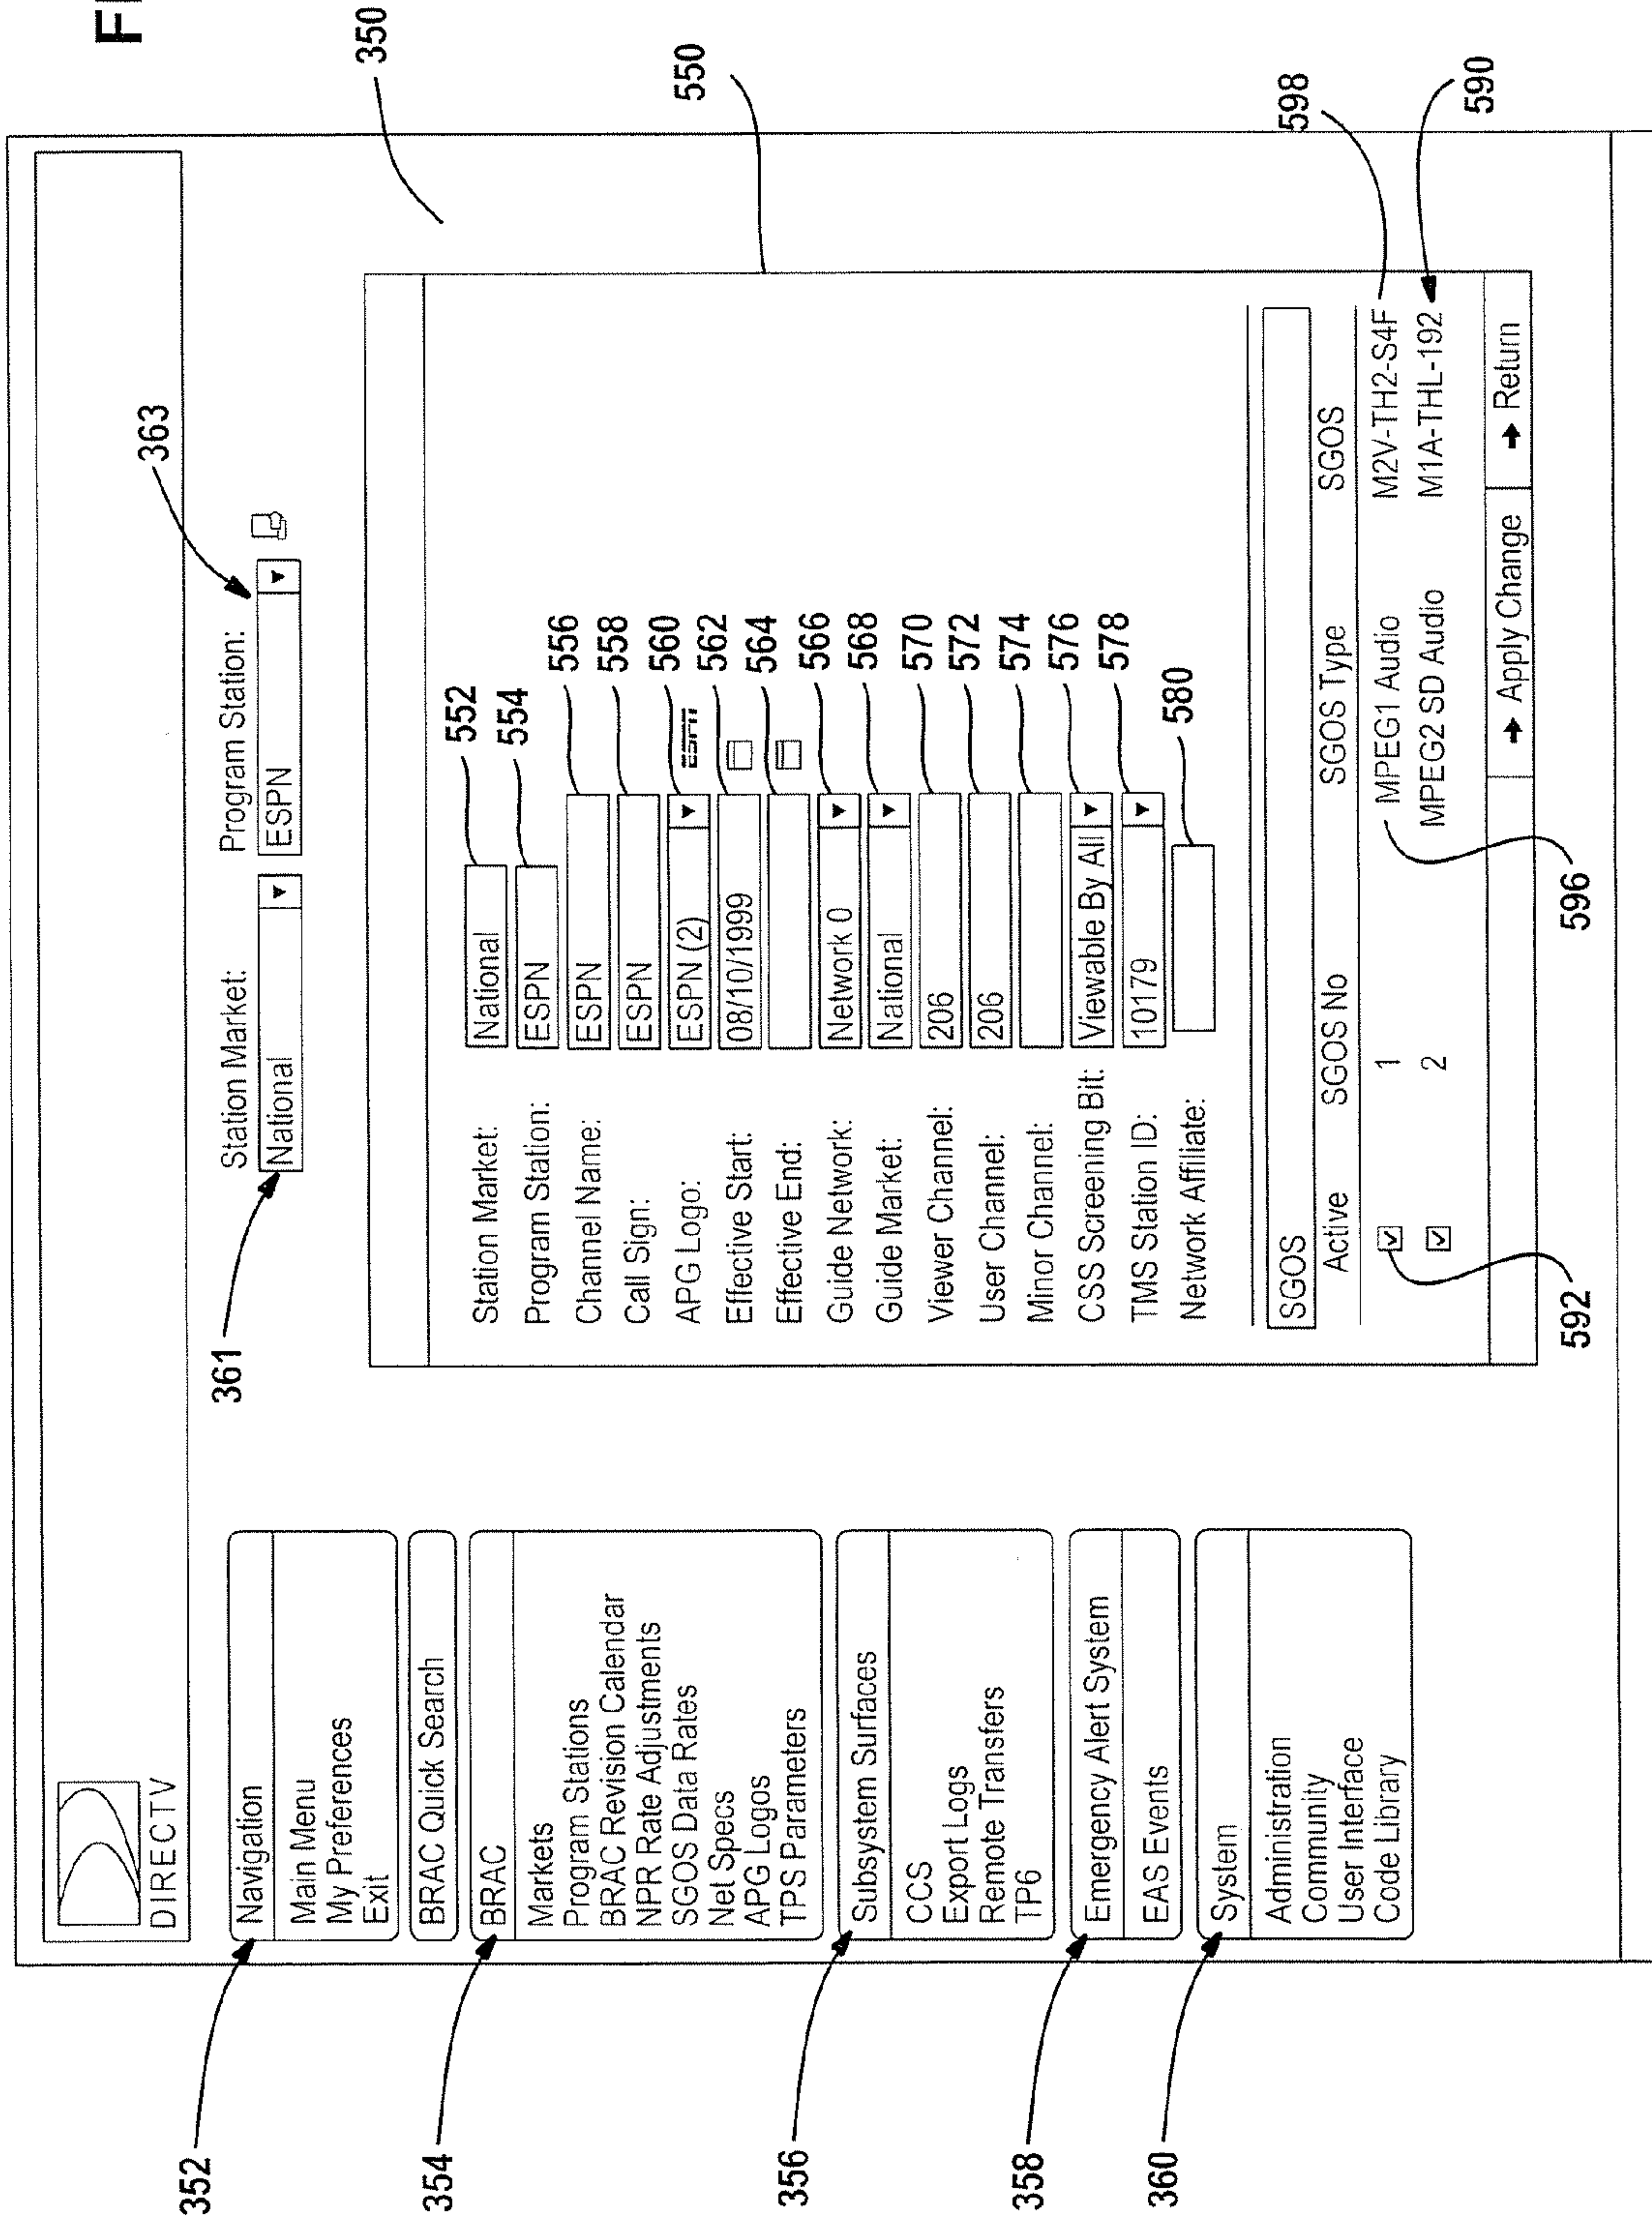 350
DIRECTV
352
Navigation
Main Menu
My Preferences
Exit
BRAC Quick Search
354
BRAC
Markets
Program Stations
BRAC Revision Calendar
NPR Rate Adjustments
SGOS Data Rates
Net Specs
APG Logos
TPS Parameters
356
Subsystem Surfaces
CCS
Export Logs
Remote Transfers
TP6
358
Emergency Alert System
EAS Events
360
System
Administration
Community
User Interface
Code Library
361
Station Market:
National
363
Program Station:
ESPN
550
Station Market: National 552
Program Station: ESPN 554
Channel Name: ESPN 556
Call Sign: ESPN 558
APG Logo: ESPN (2) ESPN 560
Effective Start: 08/10/1999 562
Effective End: 564
Guide Network: Network 0 566
Guide Market: National 568
Viewer Channel: 206 570
User Channel: 206 572
Minor Channel: 574
CSS Screening Bit: Viewable By All 576
TMS Station ID: 10179 578
Network Affiliate: 580
SGOS
Active SGOS No SGOS Type SGOS
1 MPEG1 Audio M2V-TH2-S4F 598
2 MPEG2 SD Audio M1A-THL-192 590
Apply Change Return
592
596